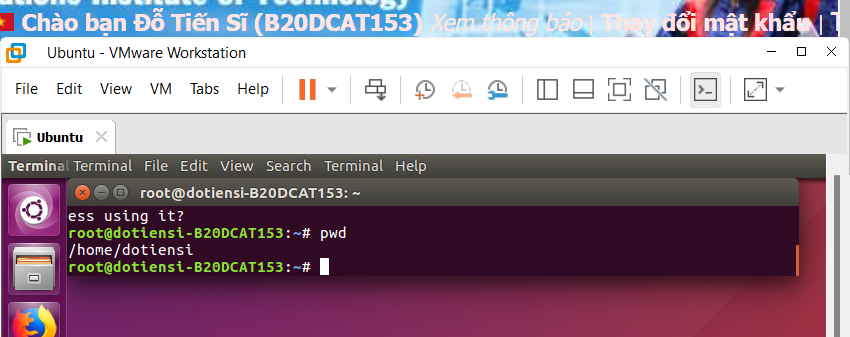 Chào bạn Đỗ Tiến Sĩ (B20DCAT153) Xem thông báo | Thay đổi mật khẩu |
Ubuntu - VMware Workstation
File Edit View VM Tabs Help
Ubuntu
Terminal Terminal File Edit View Search Terminal Help
root@dotiensi-B20DCAT153: ~
ess using it?
root@dotiensi-B20DCAT153:~# pwd
/home/dotiensi
root@dotiensi-B20DCAT153:~#